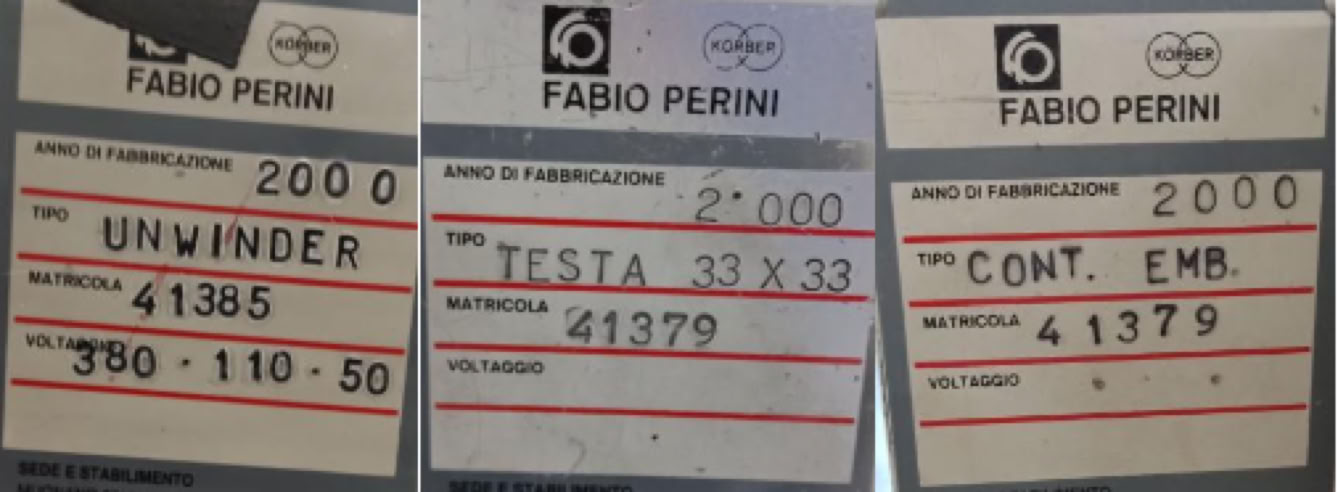 KÖRBER
FABIO PERINI
ANNO DI FABBRICAZIONE 2000
TIPO UNWINDER
MATRICOLA 41385
VOLTAGGIO 380 · 110 · 50
SEDE E STABILIMENTO
KÖRBER
FABIO PERINI
ANNO DI FABBRICAZIONE 2·000
TIPO TESTA 33 X 33
MATRICOLA 41379
VOLTAGGIO
SEDE E STABILIMENTO
KÖRBER
FABIO PERINI
ANNO DI FABBRICAZIONE 2000
TIPO CONT. EMB.
MATRICOLA 41379
VOLTAGGIO